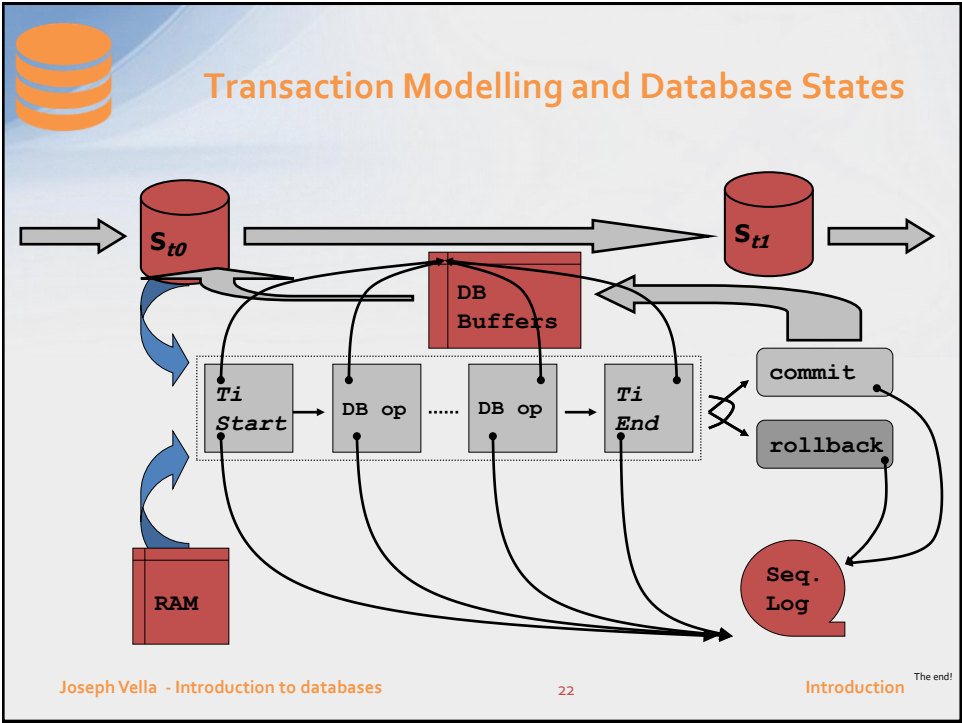 Transaction Modelling and Database States
St0
St1
DB
Buffers
Ti
Start
DB op
......
DB op
Ti
End
commit
rollback
RAM
Seq.
Log
Joseph Vella - Introduction to databases
22
Introduction
The end!